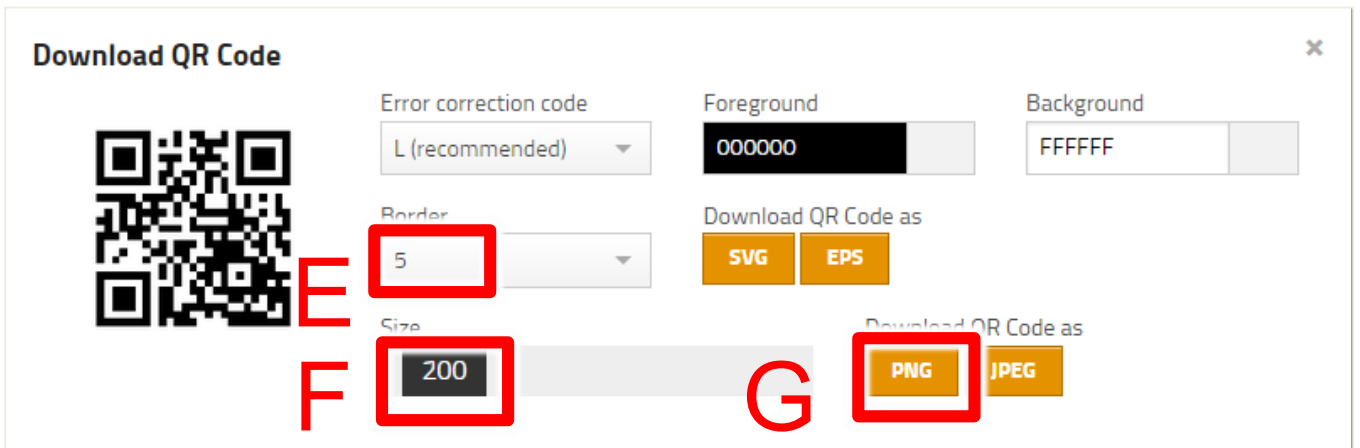 Download QR Code ×
Error correction code Foreground Background
L (recommended) 000000 FFFFFF
Border Download QR Code as
E 5 SVG EPS
Size Download QR Code as
F 200 G PNG JPEG